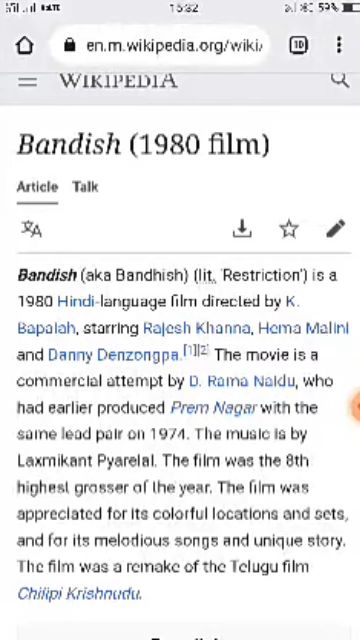 15:32
59%
en.m.wikipedia.org/wiki/
10
WIKIPEDIA
Bandish (1980 film)
Article Talk
Bandish (aka Bandhish) (lit. 'Restriction') is a
1980 Hindi-language film directed by K.
Bapaiah, starring Rajesh Khanna, Hema Malini
and Danny Denzongpa.[1][2] The movie is a
commercial attempt by D. Rama Naidu, who
had earlier produced Prem Nagar with the
same lead pair on 1974. The music is by
Laxmikant Pyarelal. The film was the 8th
highest grosser of the year. The film was
appreciated for its colorful locations and sets,
and for its melodious songs and unique story.
The film was a remake of the Telugu film
Chilipi Krishnudu.